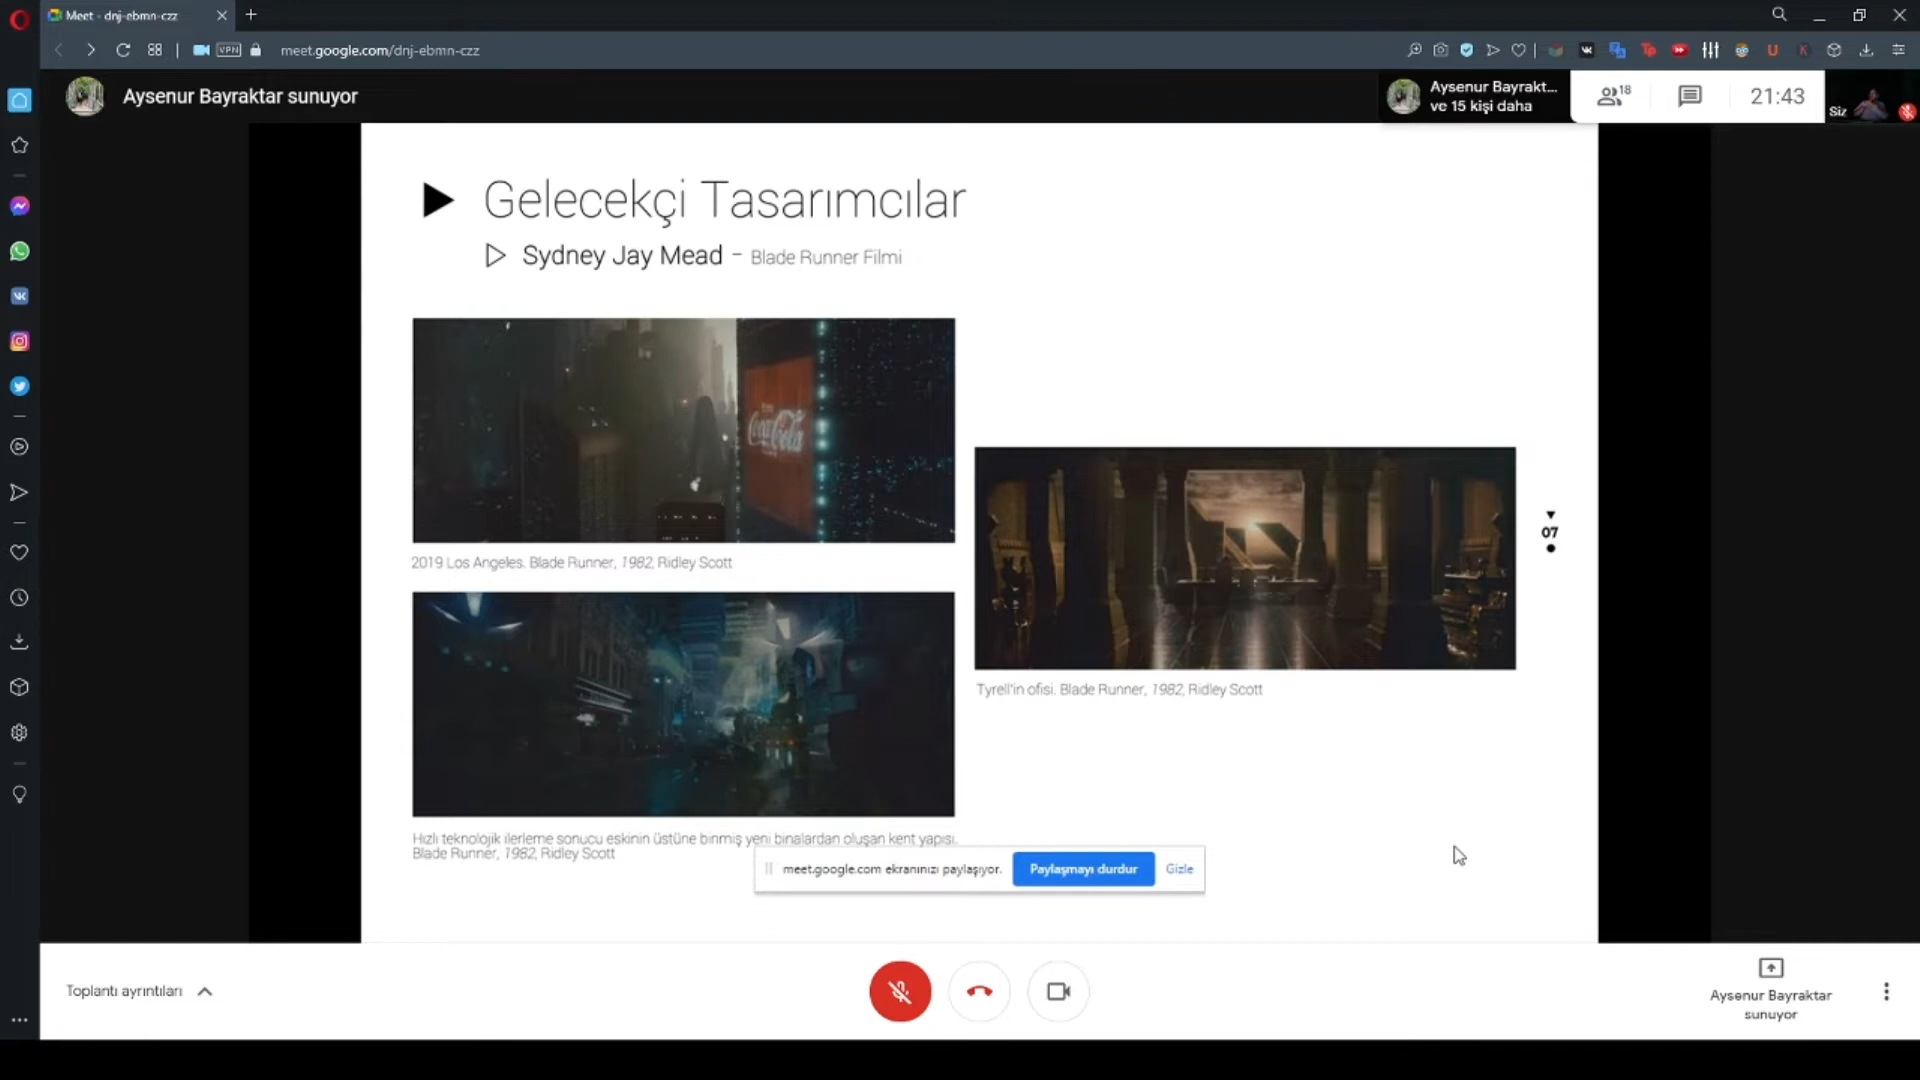 Meet - dnj-ebmn-czz
VPN
meet.google.com/dnj-ebmn-czz
Aysenur Bayraktar sunuyor
Aysenur Bayrakt...
ve 15 kişi daha
18
21:43
Siz
Gelecekçi Tasarımcılar
Sydney Jay Mead - Blade Runner Filmi
Coca-Cola
2019 Los Angeles. Blade Runner, 1982, Ridley Scott
07
Tyrell'in ofisi. Blade Runner, 1982, Ridley Scott
Hızlı teknolojik ilerleme sonucu eskinin üstüne binmiş yeni binalardan oluşan kent yapısı.
Blade Runner, 1982, Ridley Scott
meet.google.com ekranınızı paylaşıyor.
Paylaşmayı durdur
Gizle
Toplantı ayrıntıları
Aysenur Bayraktar
sunuyor